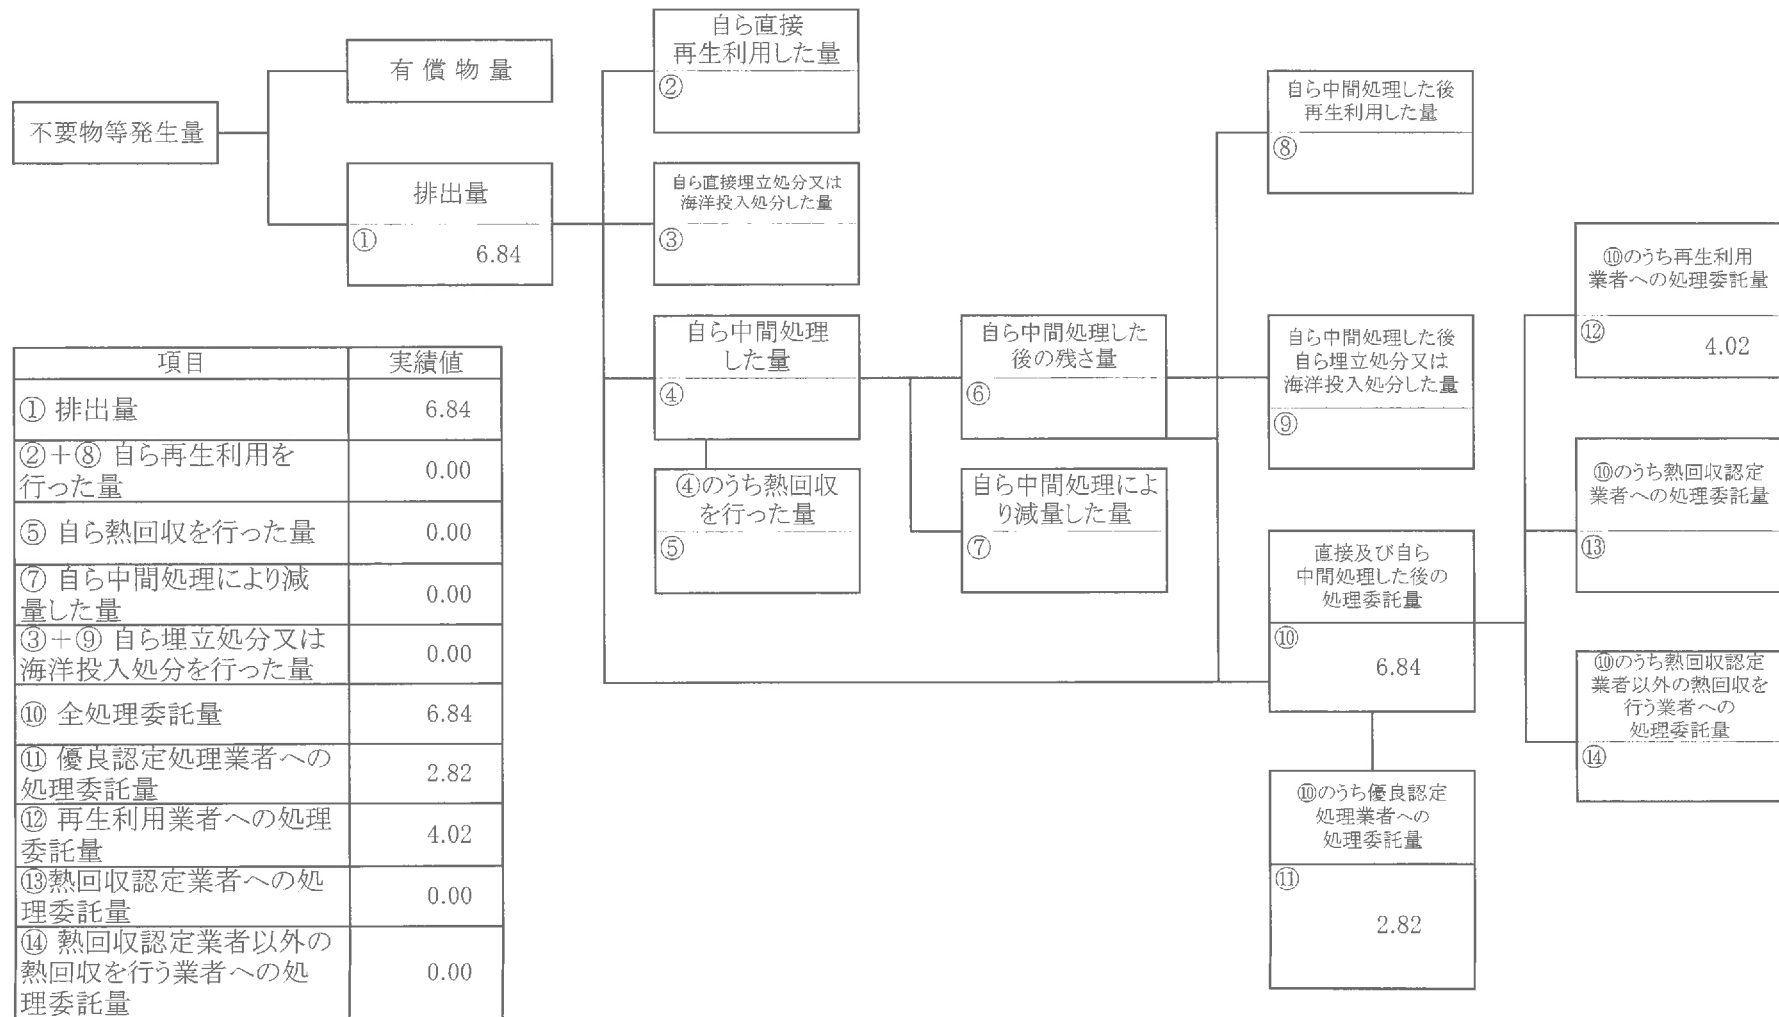 不要物等発生量
有償物量
排出量
①
6.84
自ら直接
再生利用した量
②
自ら直接埋立処分又は
海洋投入処分した量
③
自ら中間処理
した量
④
④のうち熱回収
を行った量
⑤
自ら中間処理した
後の残さ量
⑥
自ら中間処理によ
り減量した量
⑦
自ら中間処理した後
再生利用した量
⑧
自ら中間処理した後
自ら埋立処分又は
海洋投入処分した量
⑨
直接及び自ら
中間処理した後の
処理委託量
⑩
6.84
⑩のうち優良認定
処理業者への
処理委託量
⑪
2.82
⑩のうち再生利用
業者への処理委託量
⑫
4.02
⑩のうち熱回収認定
業者への処理委託量
⑬
⑩のうち熱回収認定
業者以外の熱回収を
行う業者への
処理委託量
⑭
項目 実績値
① 排出量 6.84
②+⑧ 自ら再生利用を
行った量 0.00
⑤ 自ら熱回収を行った量 0.00
⑦ 自ら中間処理により減
量した量 0.00
③+⑨ 自ら埋立処分又は
海洋投入処分を行った量 0.00
⑩ 全処理委託量 6.84
⑪ 優良認定処理業者への
処理委託量 2.82
⑫ 再生利用業者への処理
委託量 4.02
⑬熱回収認定業者への処
理委託量 0.00
⑭ 熱回収認定業者以外の
熱回収を行う業者への処
理委託量 0.00